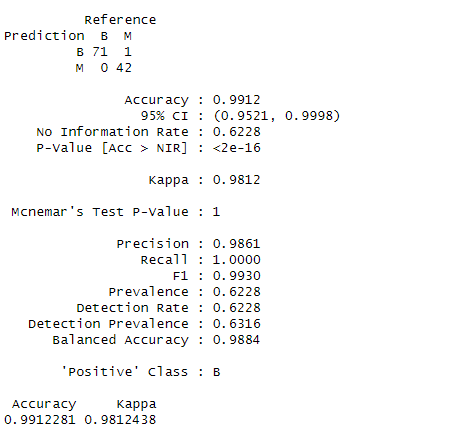 Reference
Prediction B M
B 71 1
M 0 42
Accuracy : 0.9912
95% CI : (0.9521, 0.9998)
No Information Rate : 0.6228
P-Value [Acc > NIR] : <2e-16
Kappa : 0.9812
Mcnemar's Test P-Value : 1
Precision : 0.9861
Recall : 1.0000
F1 : 0.9930
Prevalence : 0.6228
Detection Rate : 0.6228
Detection Prevalence : 0.6316
Balanced Accuracy : 0.9884
'Positive' Class : B
Accuracy Kappa
0.9912281 0.9812438